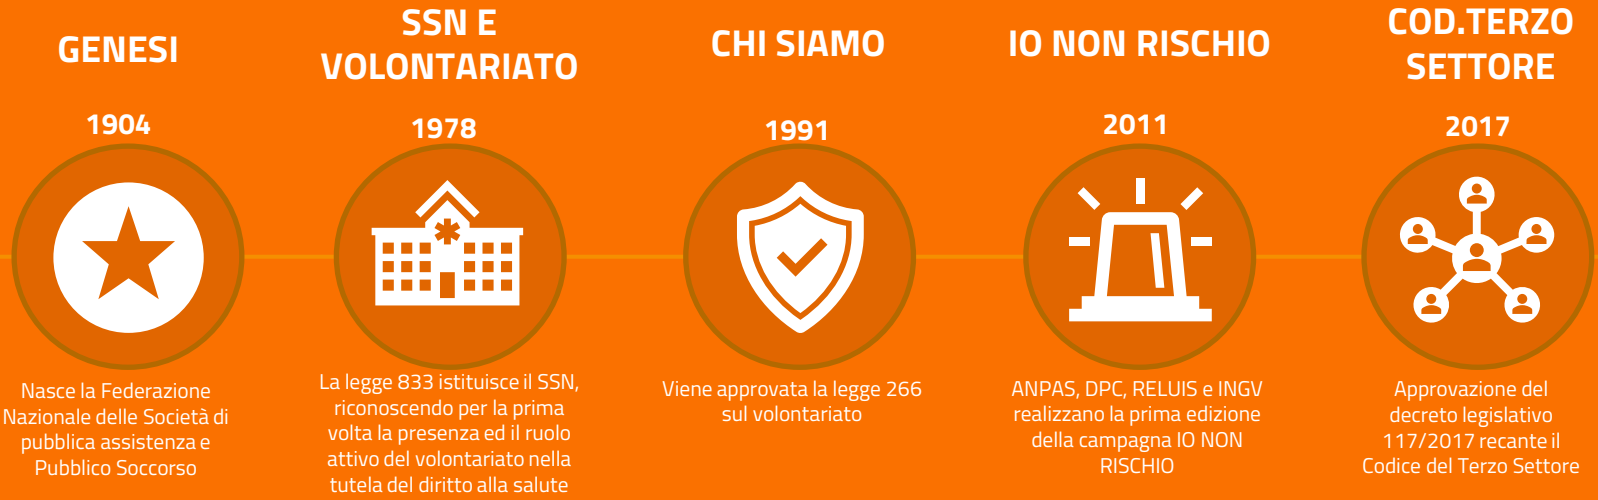 GENESI
1904
Nasce la Federazione
Nazionale delle Società di
pubblica assistenza e
Pubblico Soccorso
SSN E
VOLONTARIATO
1978
La legge 833 istituisce il SSN,
riconoscendo per la prima
volta la presenza ed il ruolo
attivo del volontariato nella
tutela del diritto alla salute
CHI SIAMO
1991
Viene approvata la legge 266
sul volontariato
IO NON RISCHIO
2011
ANPAS, DPC, RELUIS e INGV
realizzano la prima edizione
della campagna IO NON
RISCHIO
COD.TERZO
SETTORE
2017
Approvazione del
decreto legislativo
117/2017 recante il
Codice del Terzo Settore